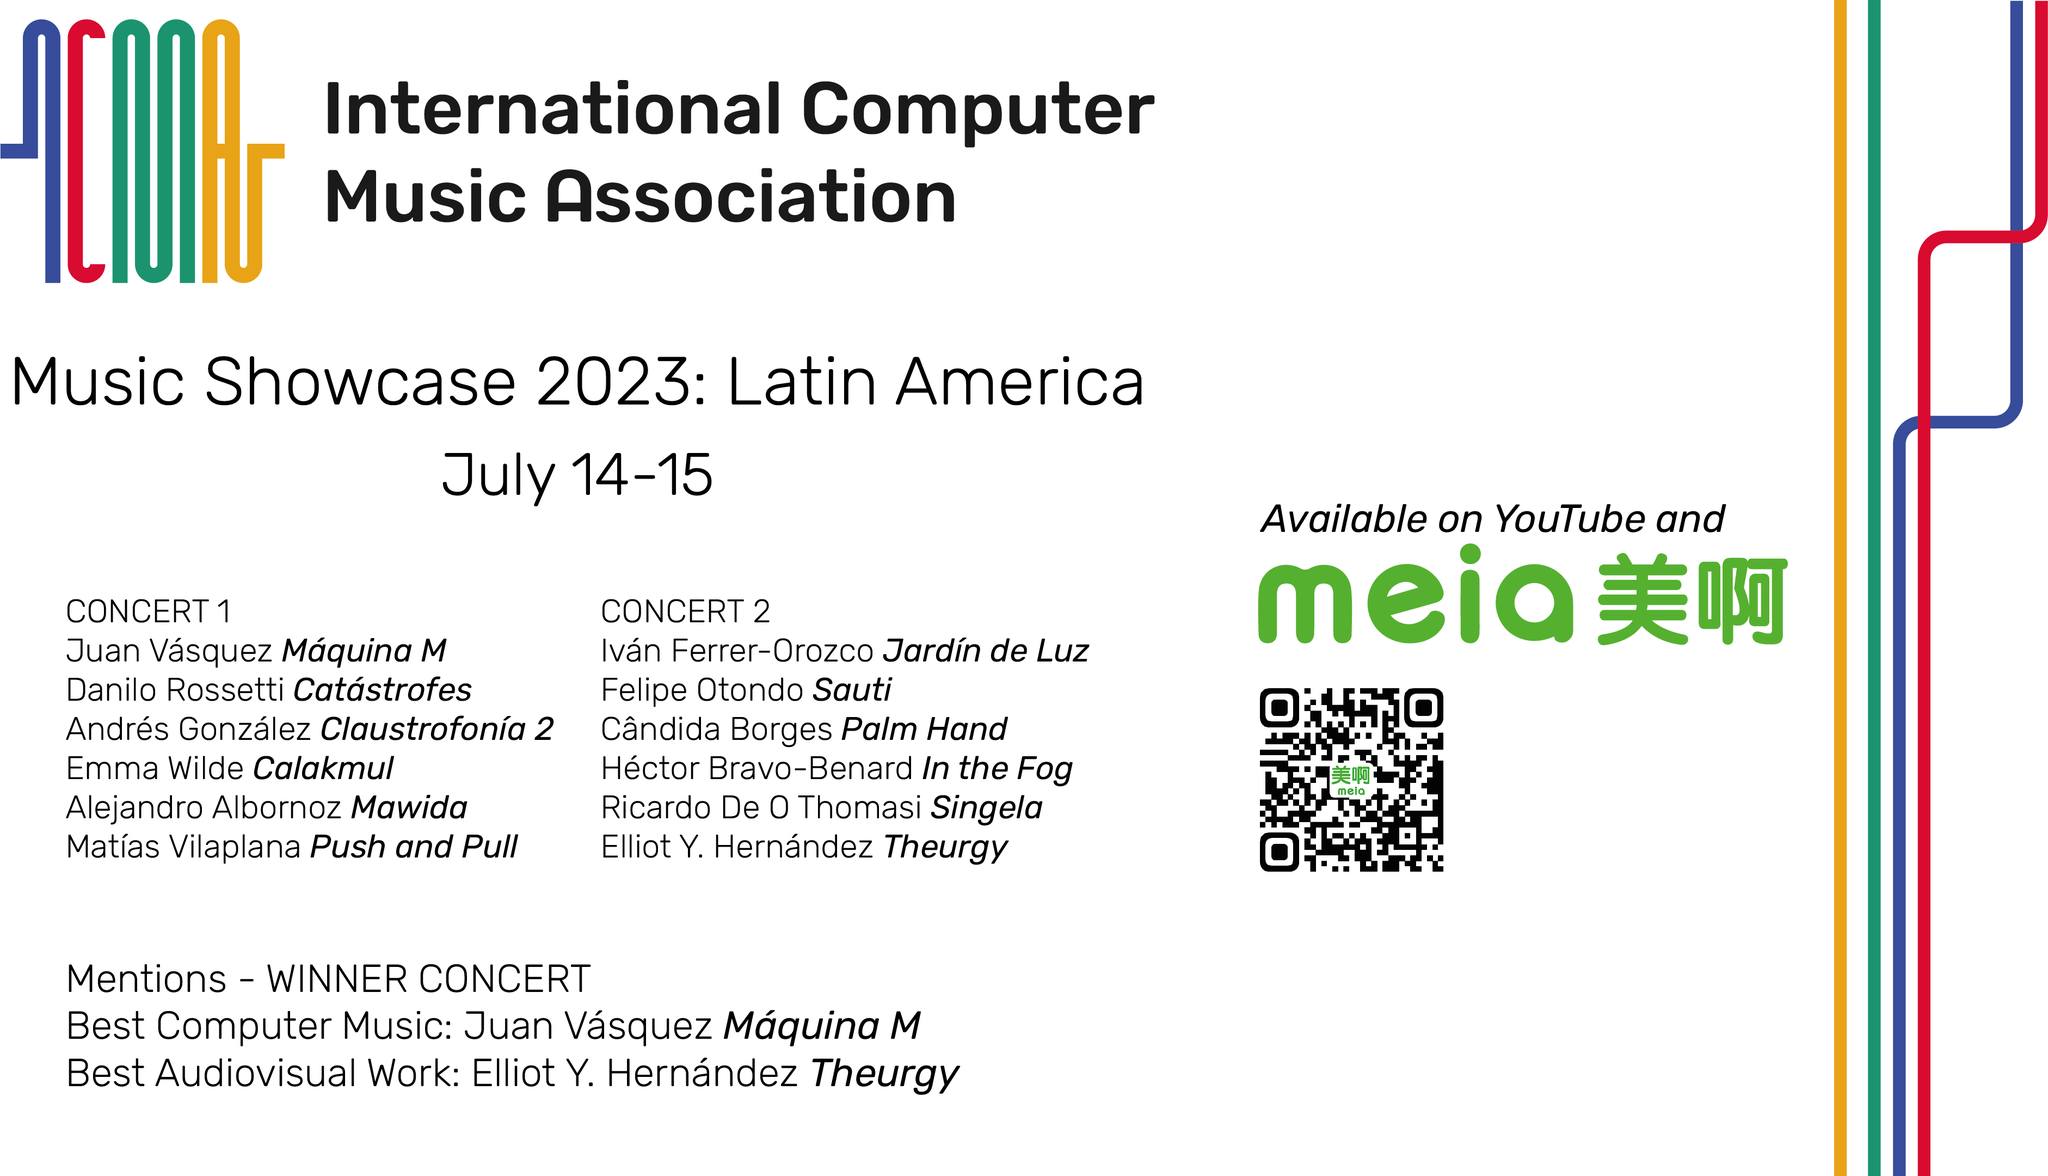 ICMA
International Computer
Music Association
Music Showcase 2023: Latin America
July 14-15
CONCERT 1
Juan Vásquez Máquina M
Danilo Rossetti Catástrofes
Andrés González Claustrofonía 2
Emma Wilde Calakmul
Alejandro Albornoz Mawida
Matías Vilaplana Push and Pull
CONCERT 2
Iván Ferrer-Orozco Jardín de Luz
Felipe Otondo Sauti
Cândida Borges Palm Hand
Héctor Bravo-Benard In the Fog
Ricardo De O Thomasi Singela
Elliot Y. Hernández Theurgy
Available on YouTube and
meia 美啊
美啊
meia
Mentions - WINNER CONCERT
Best Computer Music: Juan Vásquez Máquina M
Best Audiovisual Work: Elliot Y. Hernández Theurgy